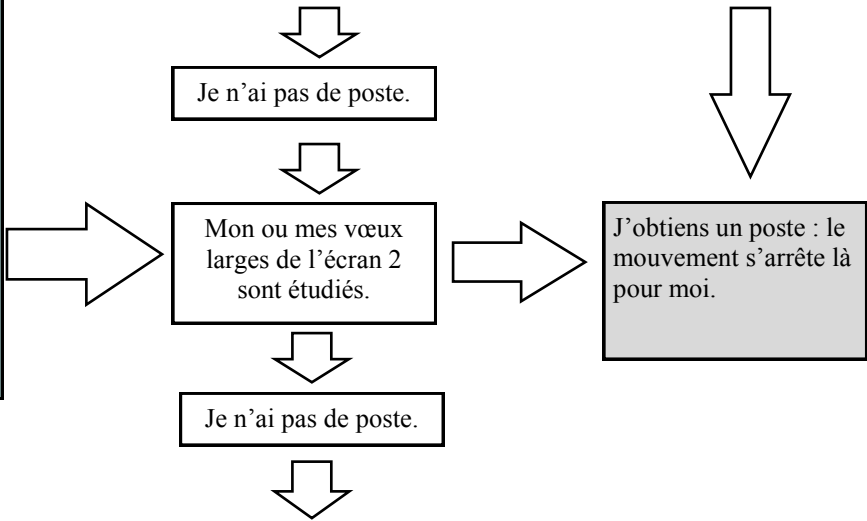 Je n’ai pas de poste.
Mon ou mes vœux
larges de l’écran 2
sont étudiés.
J’obtiens un poste : le
mouvement s’arrête là
pour moi.
Je n’ai pas de poste.